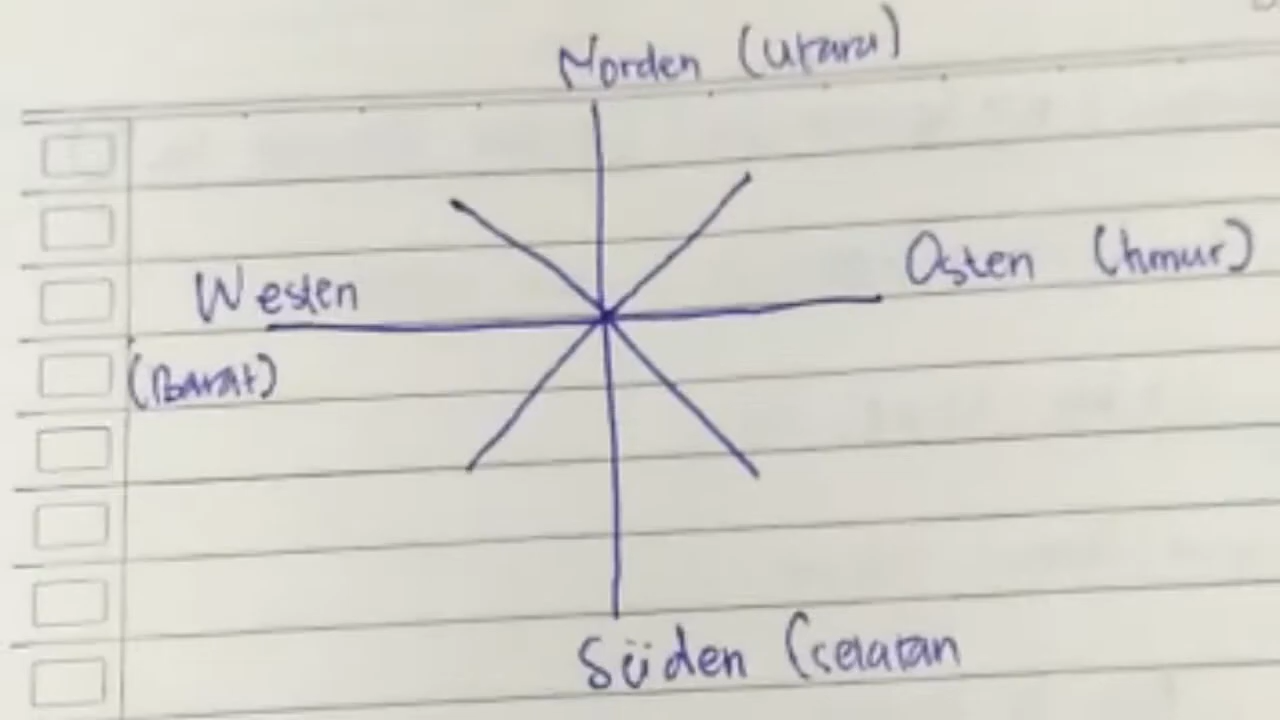 Norden (Utara)
Osten (timur)
Westen
(Barat)
Süden (selatan